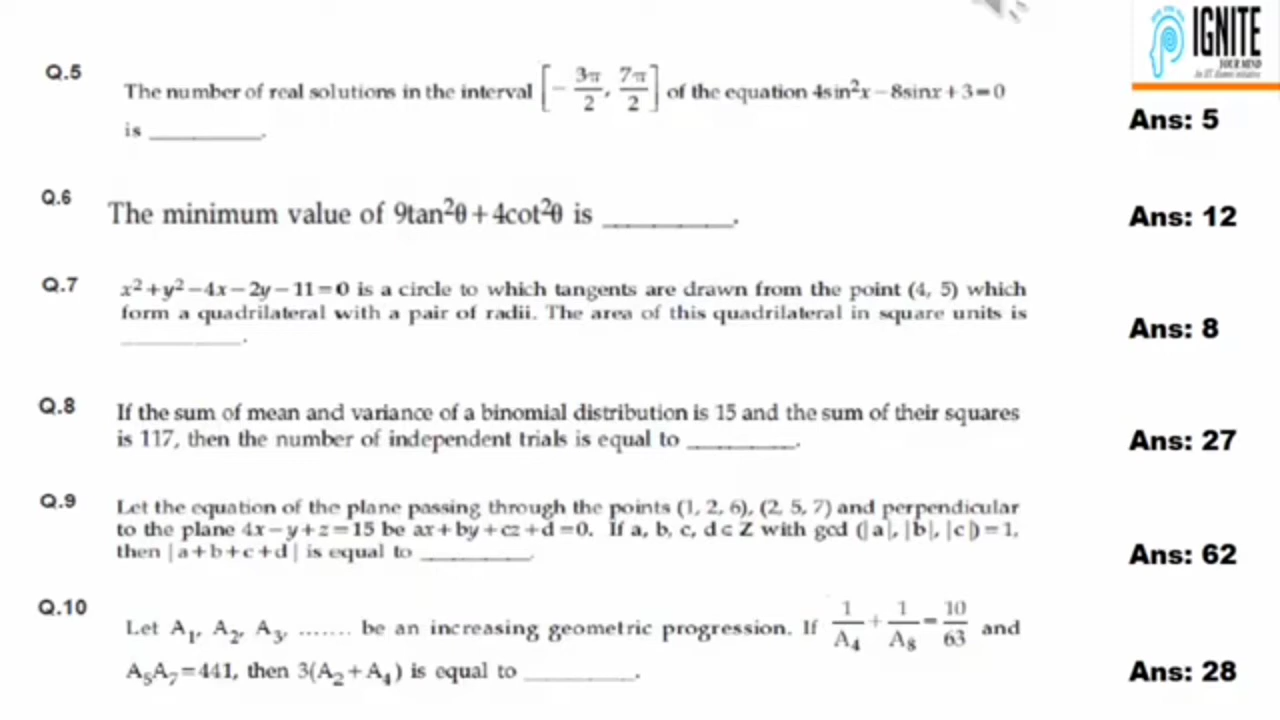 IGNITE
YOUR MIND
An IIT Alumni initiative
Q.5 The number of real solutions in the interval [-3π/2, 7π/2] of the equation 4sin²x - 8sinx + 3 = 0
is ________.
Ans: 5
Q.6 The minimum value of 9tan²θ + 4cot²θ is ________.
Ans: 12
Q.7 x² + y² - 4x - 2y - 11 = 0 is a circle to which tangents are drawn from the point (4, 5) which
form a quadrilateral with a pair of radii. The area of this quadrilateral in square units is
________.
Ans: 8
Q.8 If the sum of mean and variance of a binomial distribution is 15 and the sum of their squares
is 117, then the number of independent trials is equal to ________.
Ans: 27
Q.9 Let the equation of the plane passing through the points (1, 2, 6), (2, 5, 7) and perpendicular
to the plane 4x - y + z = 15 be ax + by + cz + d = 0. If a, b, c, d ∈ Z with gcd (|a|, |b|, |c|) = 1,
then |a + b + c + d| is equal to ________.
Ans: 62
Q.10 Let A₁, A₂, A₃, ....... be an increasing geometric progression. If 1/A₄ + 1/A₈ = 10/63 and
A₅A₇ = 441, then 3(A₂ + A₄) is equal to ________.
Ans: 28